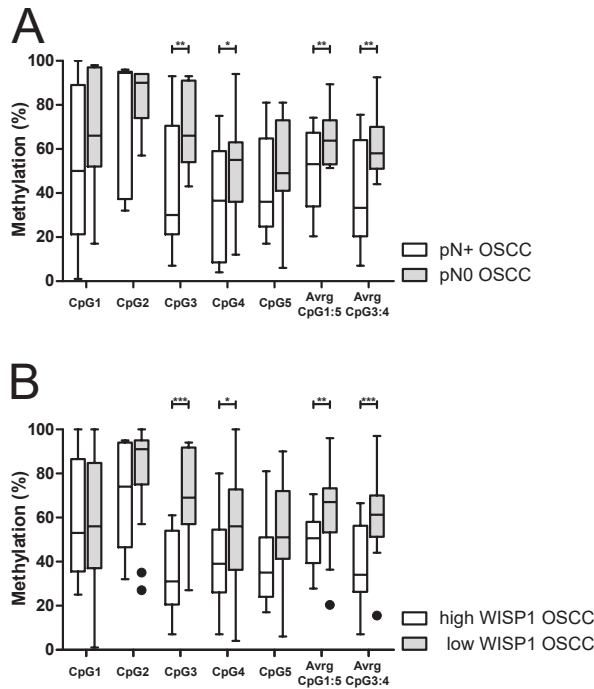 A
** * ** **
100
80
60
40
20
0
Methylation (%)
CpG1 CpG2 CpG3 CpG4 CpG5 Avrg CpG1:5 Avrg CpG3:4
pN+ OSCC
pN0 OSCC
B
*** * ** ***
100
80
60
40
20
0
Methylation (%)
CpG1 CpG2 CpG3 CpG4 CpG5 Avrg CpG1:5 Avrg CpG3:4
high WISP1 OSCC
low WISP1 OSCC